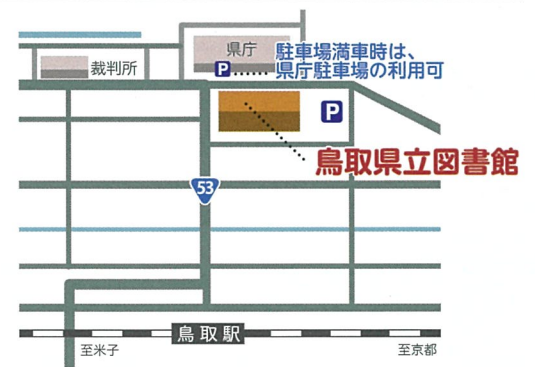 県庁
P
駐車場満車時は、
県庁駐車場の利用可
裁判所
P
鳥取県立図書館
53
鳥取駅
至米子
至京都